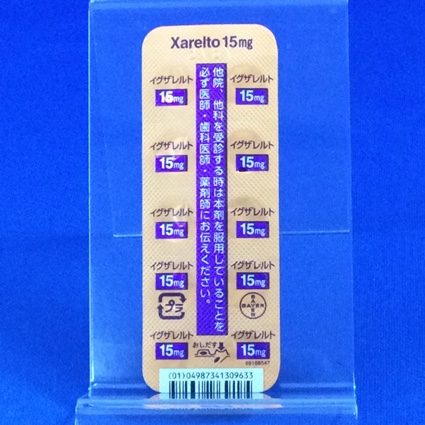 Xarelto 15mg
イグザレルト
15mg
イグザレルト
15mg
イグザレルト
15mg
イグザレルト
15mg
イグザレルト
15mg
イグザレルト
15mg
イグザレルト
15mg
イグザレルト
15mg
イグザレルト
プラ
イグザレルト
BAYER
BAYER
15mg
おしだす
15mg
他院、他科を受診する時は本剤を服用していることを
必ず医師・歯科医師・薬剤師にお伝えください。
(01)04987341309633